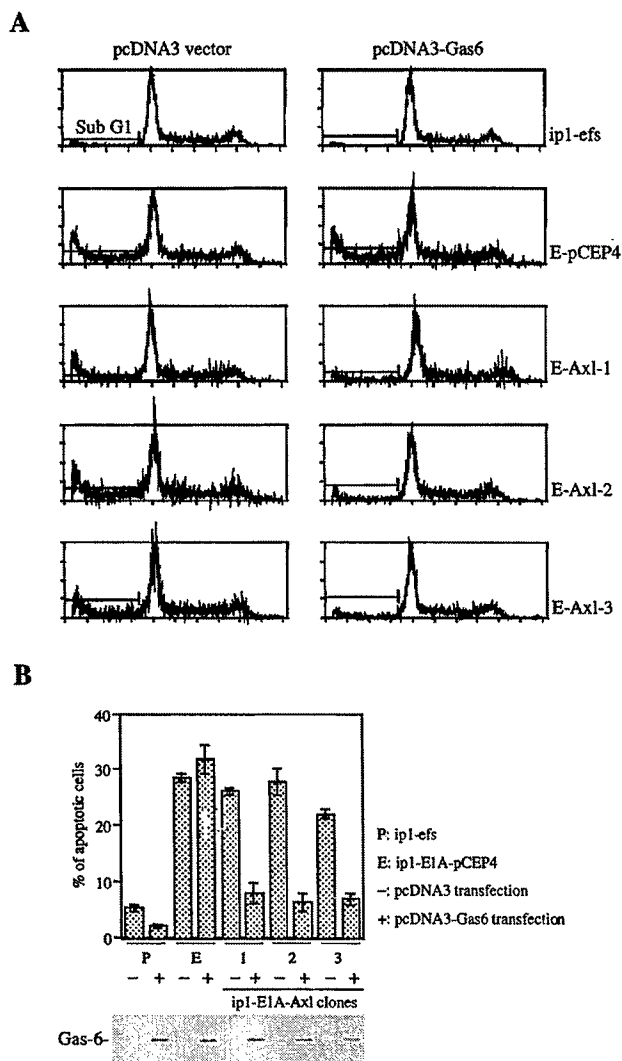 A
pcDNA3 vector
pcDNA3-Gas6
Sub G1
ip1-efs
E-pCEP4
E-Axl-1
E-Axl-2
E-Axl-3
B
40
30
20
10
0
% of apoptotic cells
P E 1 2 3
- + - + - + - + - +
ip1-E1A-Axl clones
P: ip1-efs
E: ip1-E1A-pCEP4
-: pcDNA3 transfection
+: pcDNA3-Gas6 transfection
Gas-6-